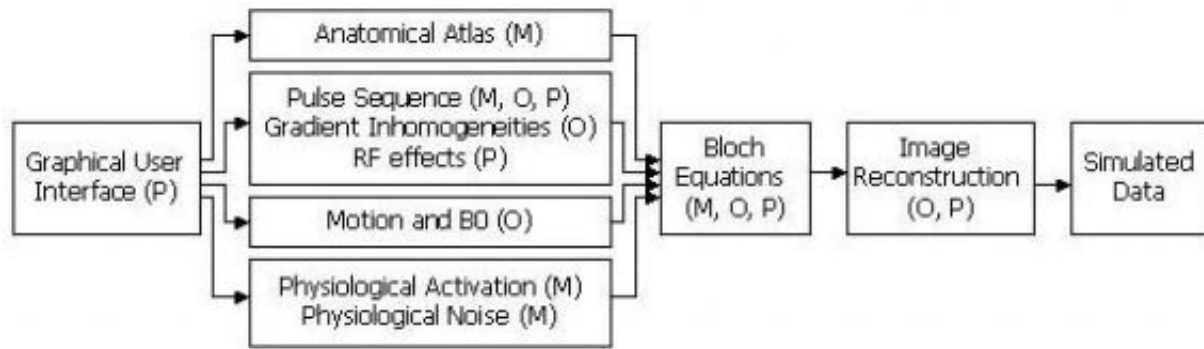 Graphical User
Interface (P)
Anatomical Atlas (M)
Pulse Sequence (M, O, P)
Gradient Inhomogeneities (O)
RF effects (P)
Motion and B0 (O)
Physiological Activation (M)
Physiological Noise (M)
Bloch
Equations
(M, O, P)
Image
Reconstruction
(O, P)
Simulated
Data